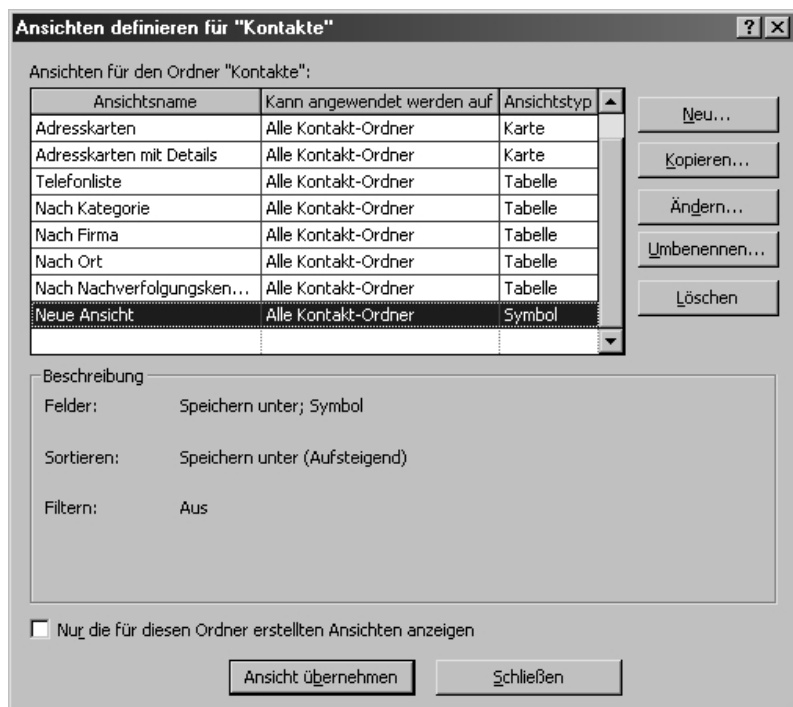 Ansichten definieren für "Kontakte"
Ansichten für den Ordner "Kontakte":
Ansichtsname Kann angewendet werden auf Ansichtstyp
Adresskarten Alle Kontakt-Ordner Karte
Adresskarten mit Details Alle Kontakt-Ordner Karte
Telefonliste Alle Kontakt-Ordner Tabelle
Nach Kategorie Alle Kontakt-Ordner Tabelle
Nach Firma Alle Kontakt-Ordner Tabelle
Nach Ort Alle Kontakt-Ordner Tabelle
Nach Nachverfolgungsken... Alle Kontakt-Ordner Tabelle
Neue Ansicht Alle Kontakt-Ordner Symbol
Neu...
Kopieren...
Ändern...
Umbenennen...
Löschen
Beschreibung
Felder: Speichern unter; Symbol
Sortieren: Speichern unter (Aufsteigend)
Filtern: Aus
Nur die für diesen Ordner erstellten Ansichten anzeigen
Ansicht übernehmen Schließen